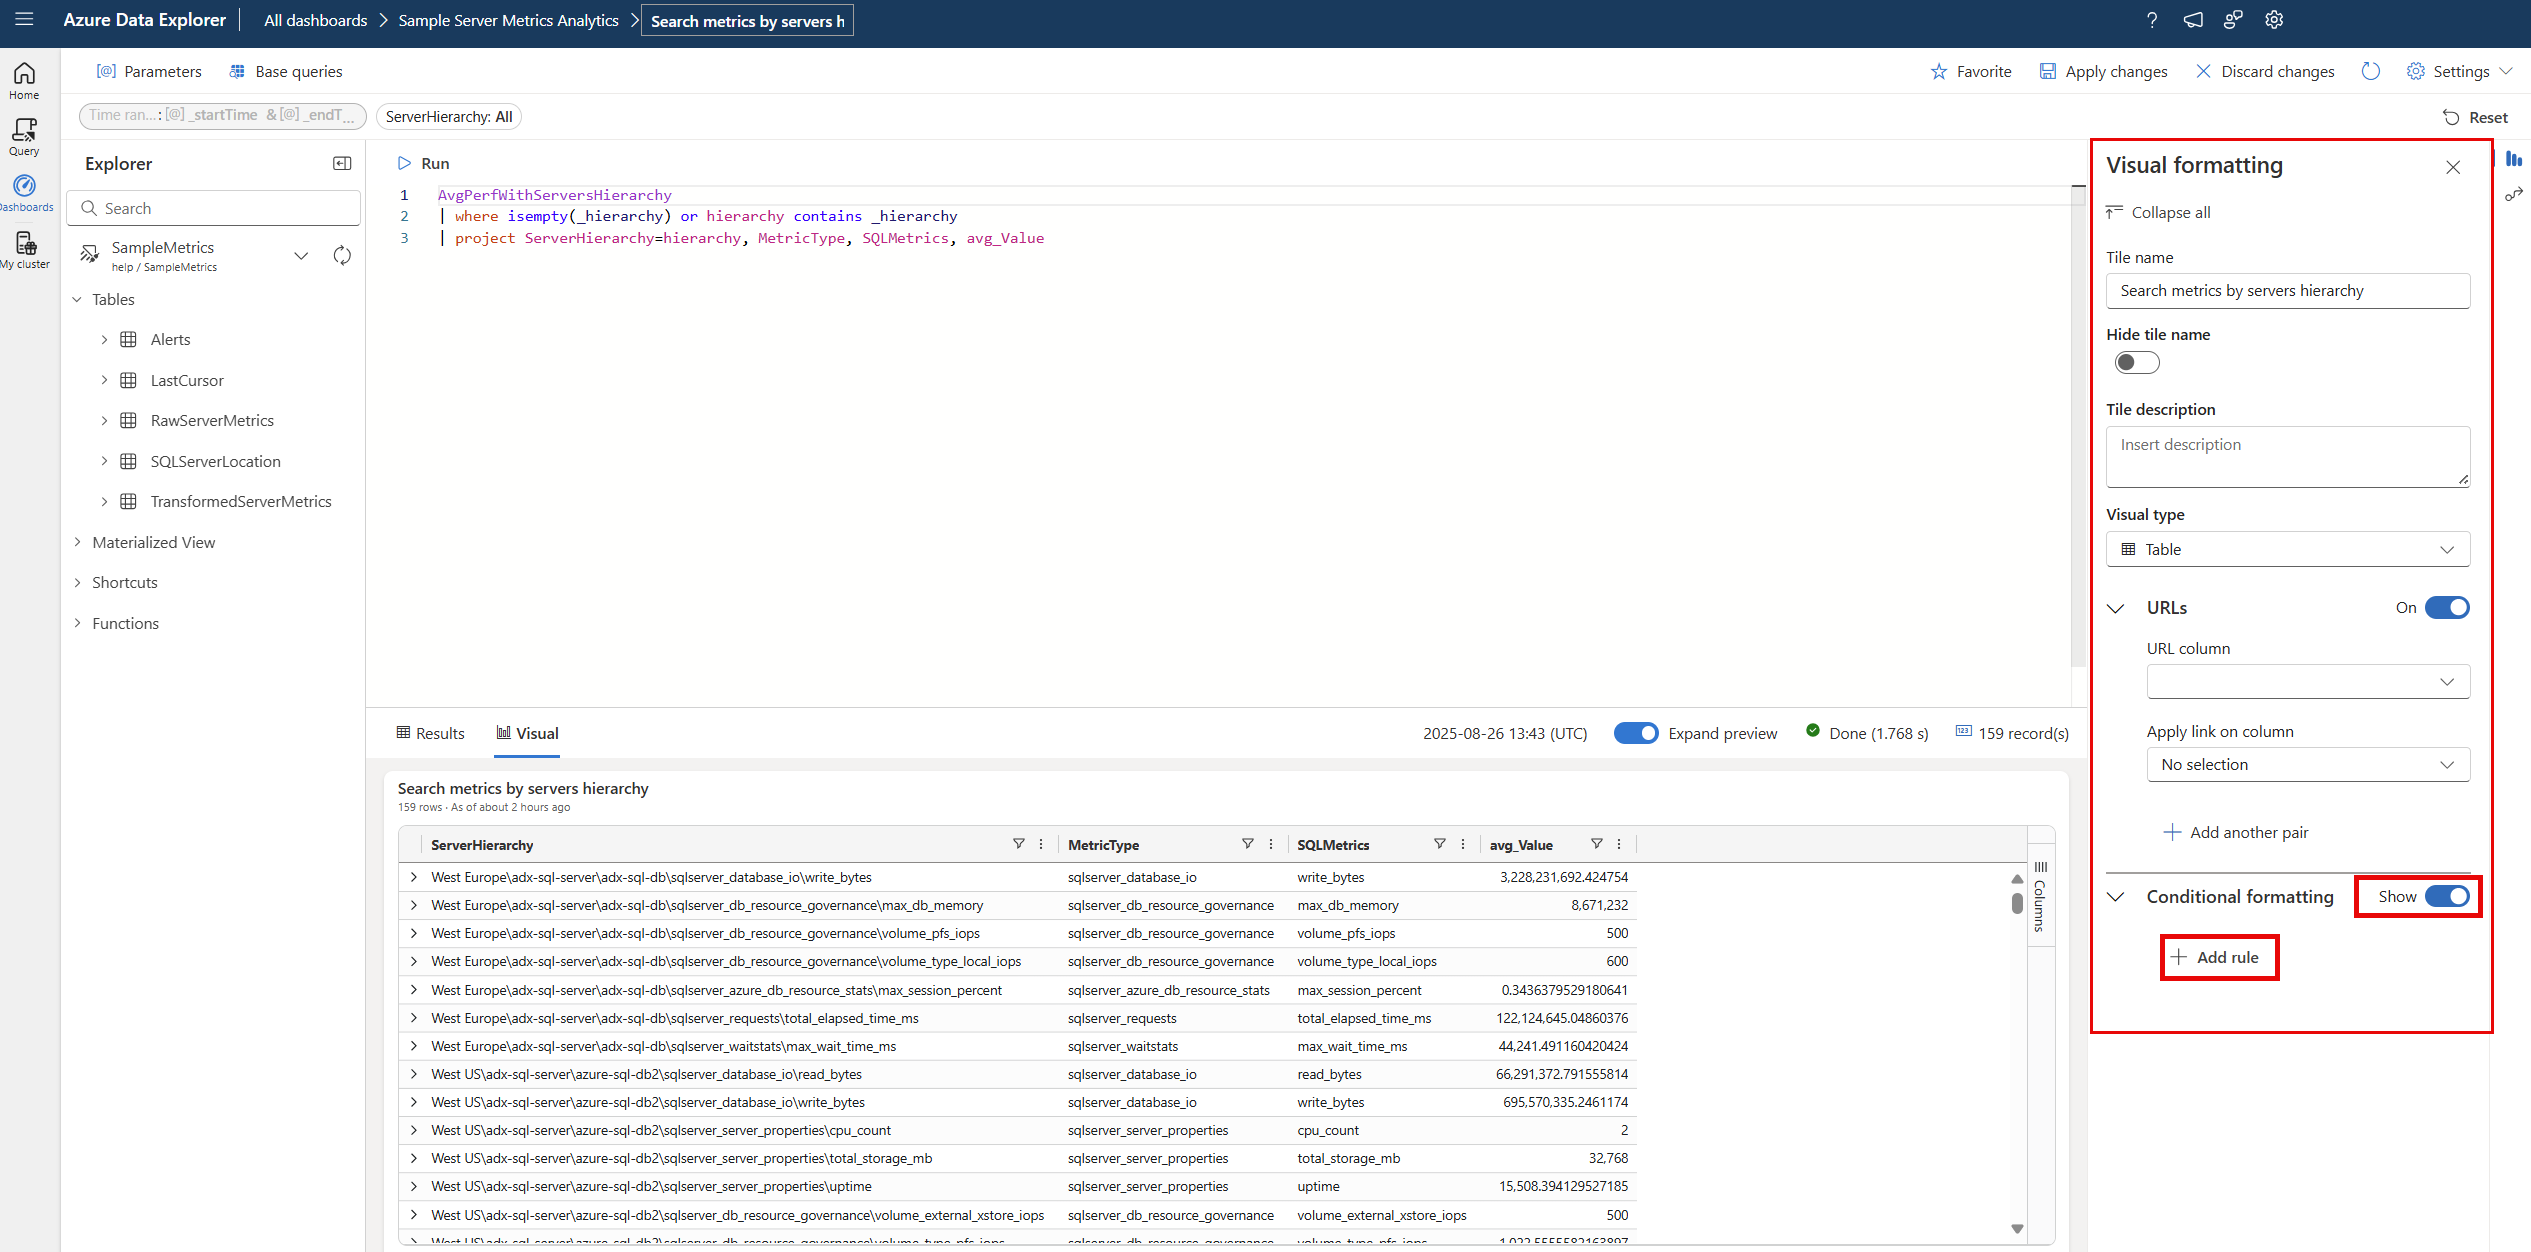 Azure Data Explorer
All dashboards > Sample Server Metrics Analytics > Search metrics by servers h
Home
Query
Dashboards
My cluster
Parameters
Base queries
Favorite
Apply changes
Discard changes
Settings
Time ran...: [@] _startTime & [@] _endT...
ServerHierarchy: All
Reset
Explorer
Search
SampleMetrics
help / SampleMetrics
Tables
Alerts
LastCursor
RawServerMetrics
SQLServerLocation
TransformedServerMetrics
Materialized View
Shortcuts
Functions
Run
1 AvgPerfWithServersHierarchy
2 | where isempty(_hierarchy) or hierarchy contains _hierarchy
3 | project ServerHierarchy=hierarchy, MetricType, SQLMetrics, avg_Value
Results
Visual
2025-08-26 13:43 (UTC)
Expand preview
Done (1.768 s)
159 record(s)
Search metrics by servers hierarchy
159 rows · As of about 2 hours ago
ServerHierarchy MetricType SQLMetrics avg_Value
West Europe\adx-sql-server\adx-sql-db\sqlserver_database_io\write_bytes sqlserver_database_io write_bytes 3,228,231,692.424754
West Europe\adx-sql-server\adx-sql-db\sqlserver_db_resource_governance\max_db_memory sqlserver_db_resource_governance max_db_memory 8,671,232
West Europe\adx-sql-server\adx-sql-db\sqlserver_db_resource_governance\volume_pfs_iops sqlserver_db_resource_governance volume_pfs_iops 500
West Europe\adx-sql-server\adx-sql-db\sqlserver_db_resource_governance\volume_type_local_iops sqlserver_db_resource_governance volume_type_local_iops 600
West Europe\adx-sql-server\adx-sql-db\sqlserver_azure_db_resource_stats\max_session_percent sqlserver_azure_db_resource_stats max_session_percent 0.3436379529180641
West Europe\adx-sql-server\adx-sql-db\sqlserver_requests\total_elapsed_time_ms sqlserver_requests total_elapsed_time_ms 122,124,645.04860376
West Europe\adx-sql-server\adx-sql-db\sqlserver_waitstats\max_wait_time_ms sqlserver_waitstats max_wait_time_ms 44,241.491160420424
West US\adx-sql-server\azure-sql-db2\sqlserver_database_io\read_bytes sqlserver_database_io read_bytes 66,291,372.791555814
West US\adx-sql-server\azure-sql-db2\sqlserver_database_io\write_bytes sqlserver_database_io write_bytes 695,570,335.2461174
West US\adx-sql-server\azure-sql-db2\sqlserver_server_properties\cpu_count sqlserver_server_properties cpu_count 2
West US\adx-sql-server\azure-sql-db2\sqlserver_server_properties\total_storage_mb sqlserver_server_properties total_storage_mb 32,768
West US\adx-sql-server\azure-sql-db2\sqlserver_server_properties\uptime sqlserver_server_properties uptime 15,508.394129527185
West US\adx-sql-server\azure-sql-db2\sqlserver_db_resource_governance\volume_external_xstore_iops sqlserver_db_resource_governance volume_external_xstore_iops 500
Columns
Visual formatting
Collapse all
Tile name
Search metrics by servers hierarchy
Hide tile name
Tile description
Insert description
Visual type
Table
URLs On
URL column
Apply link on column
No selection
Add another pair
Conditional formatting Show
Add rule